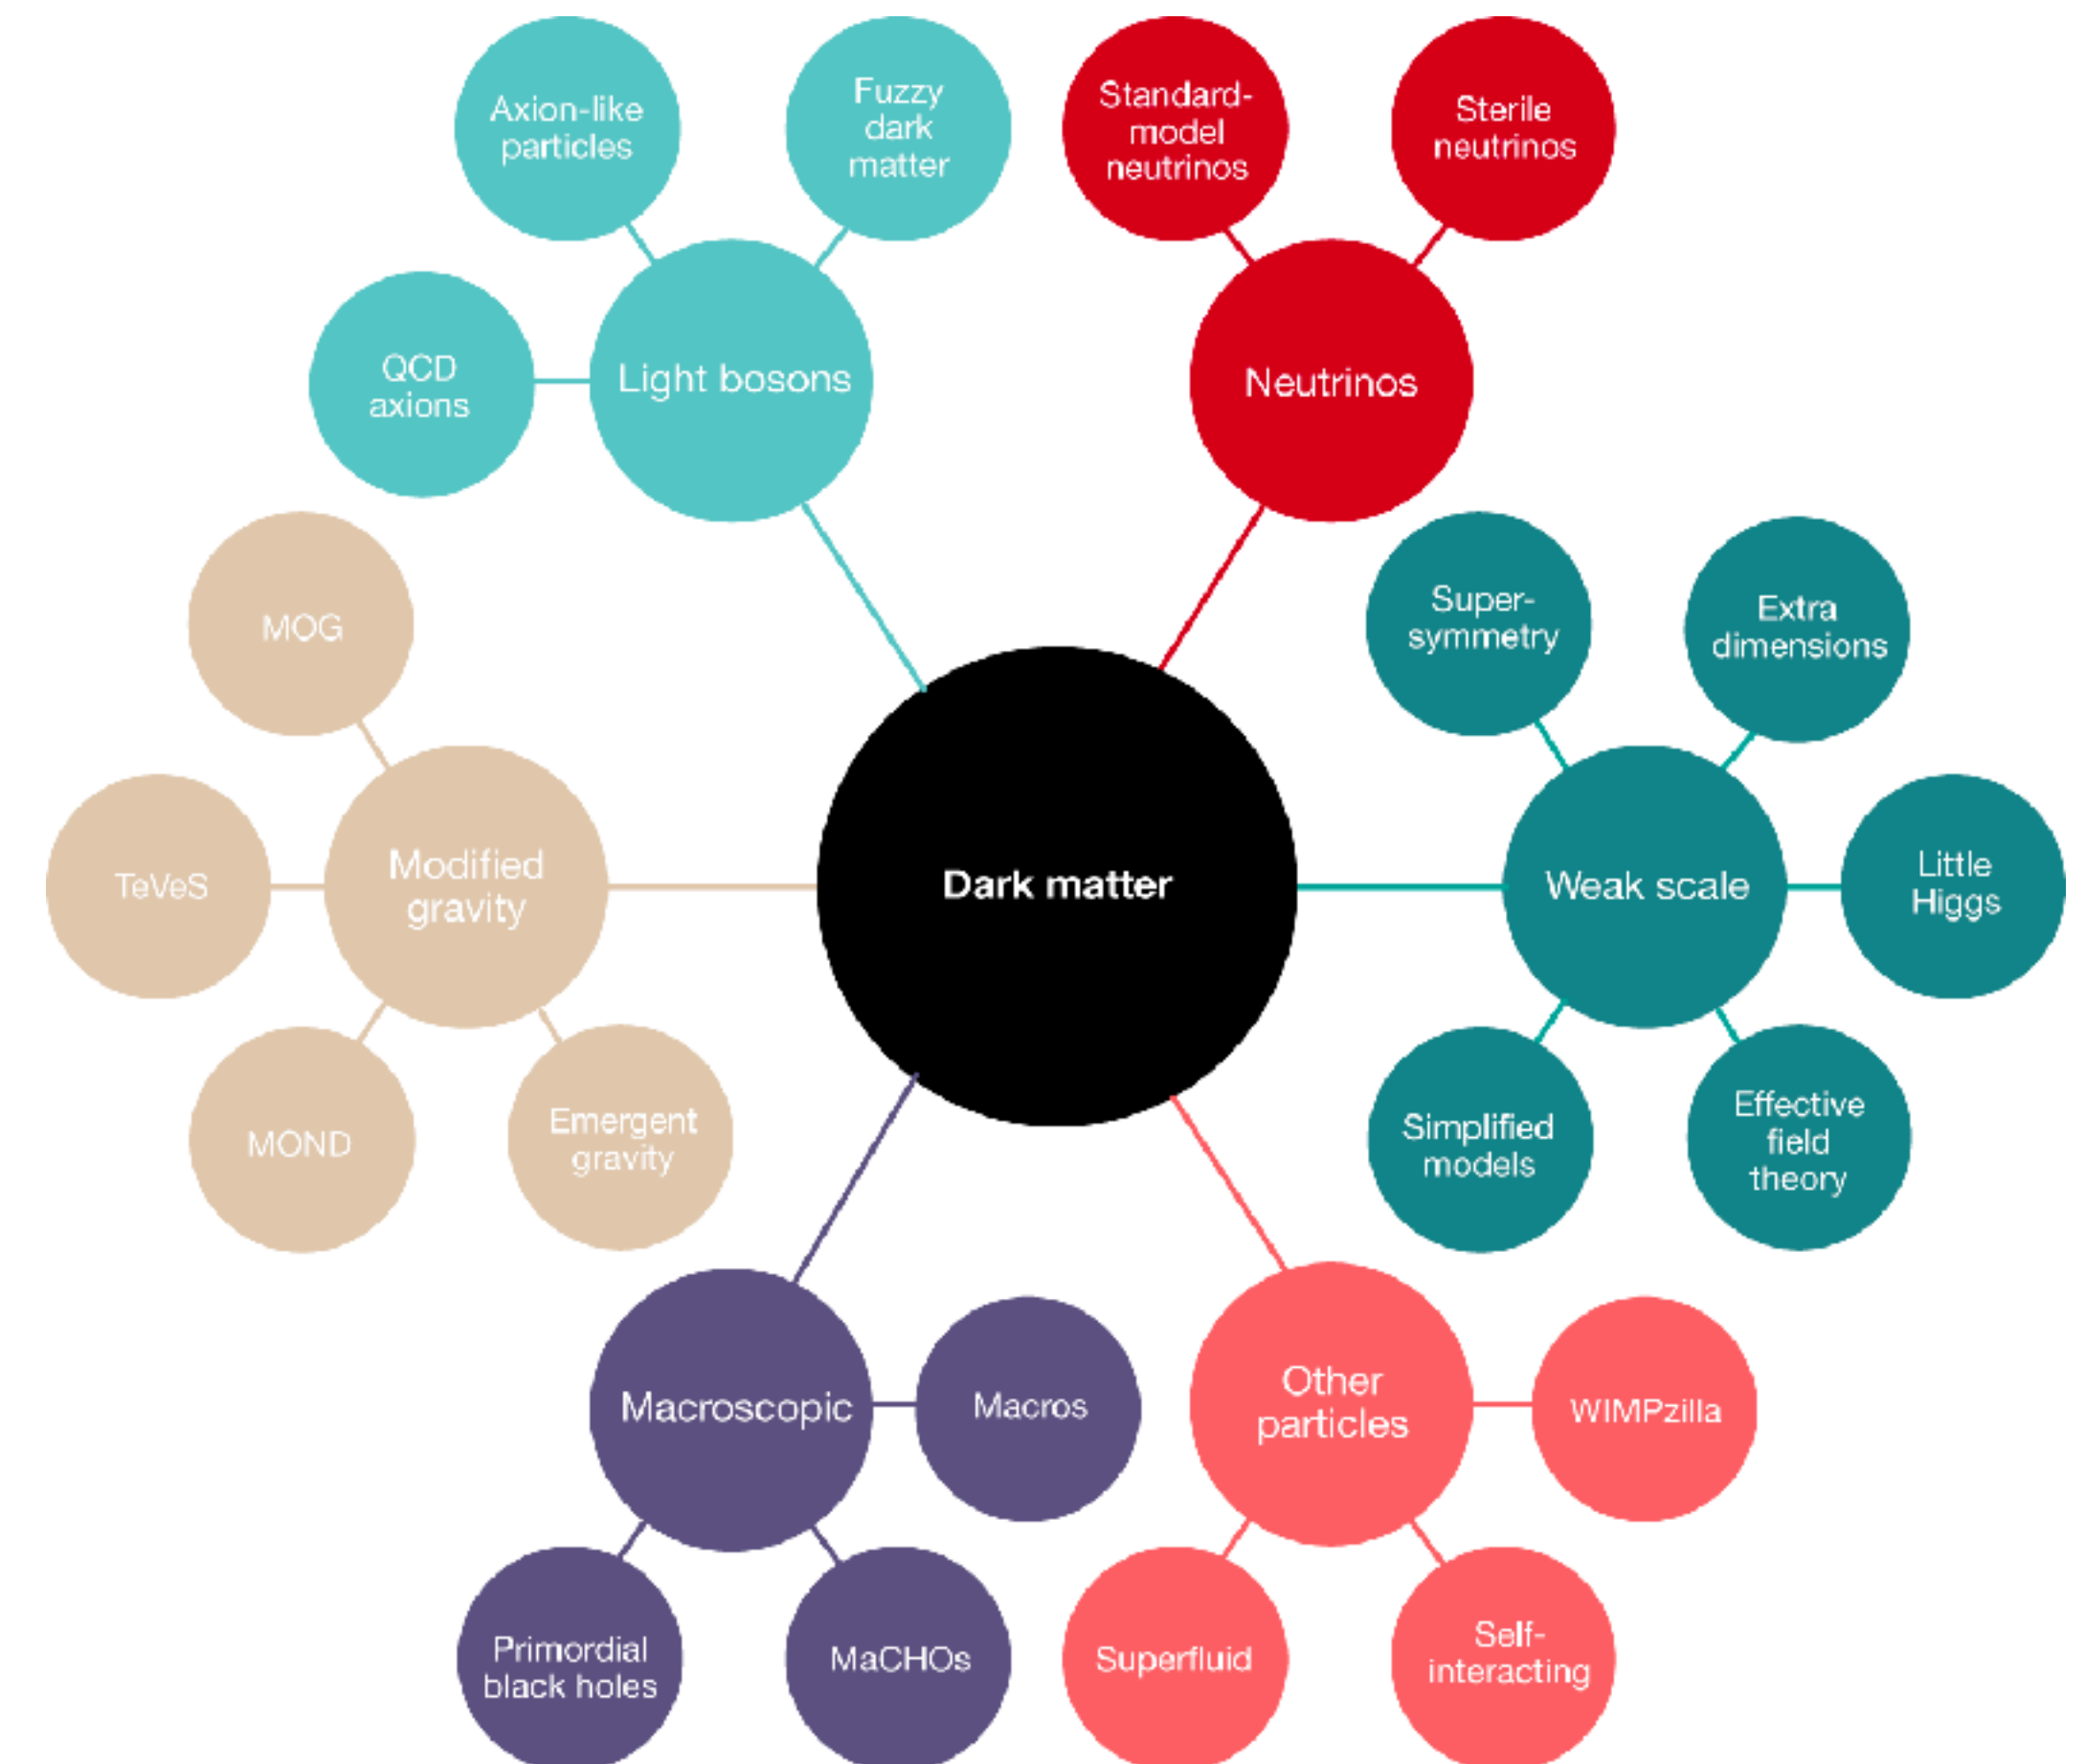 Axion-like
particles
Fuzzy
dark
matter
Standard-
model
neutrinos
Sterile
neutrinos
QCD
axions
Light bosons
Neutrinos
MOG
Super-
symmetry
Extra
dimensions
TeVeS
Modified
gravity
Dark matter
Weak scale
Little
Higgs
MOND
Emergent
gravity
Simplified
models
Effective
field
theory
Macroscopic
Macros
Other
particles
WIMPzilla
Primordial
black holes
MaCHOs
Superfluid
Self-
interacting